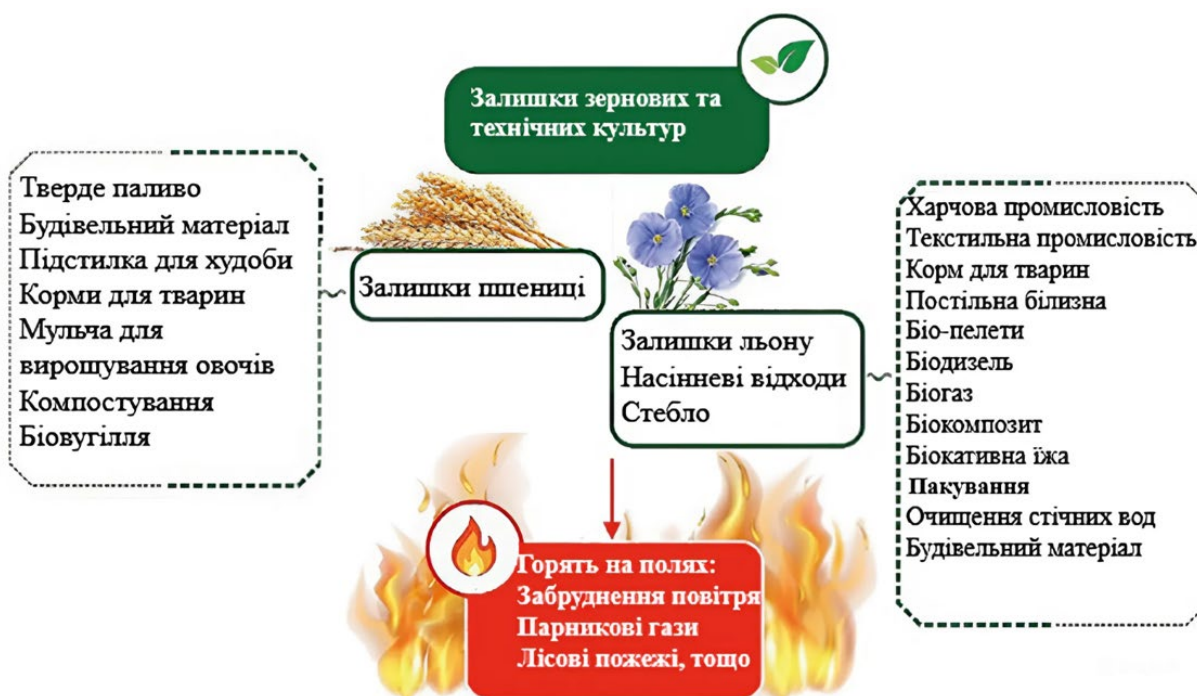 Залишки зернових та
технічних культур
Тверде паливо
Будівельний матеріал
Підстилка для худоби
Корми для тварин
Мульча для
вирощування овочів
Компостування
Біовугілля
Залишки пшениці
Залишки льону
Насінневі відходи
Стебло
Харчова промисловість
Текстильна промисловість
Корм для тварин
Постільна білизна
Біо-пелети
Біодизель
Біогаз
Біокомпозит
Біокативна їжа
Пакування
Очищення стічних вод
Будівельний матеріал
Горять на полях:
Забруднення повітря
Парникові гази
Лісові пожежі, тощо